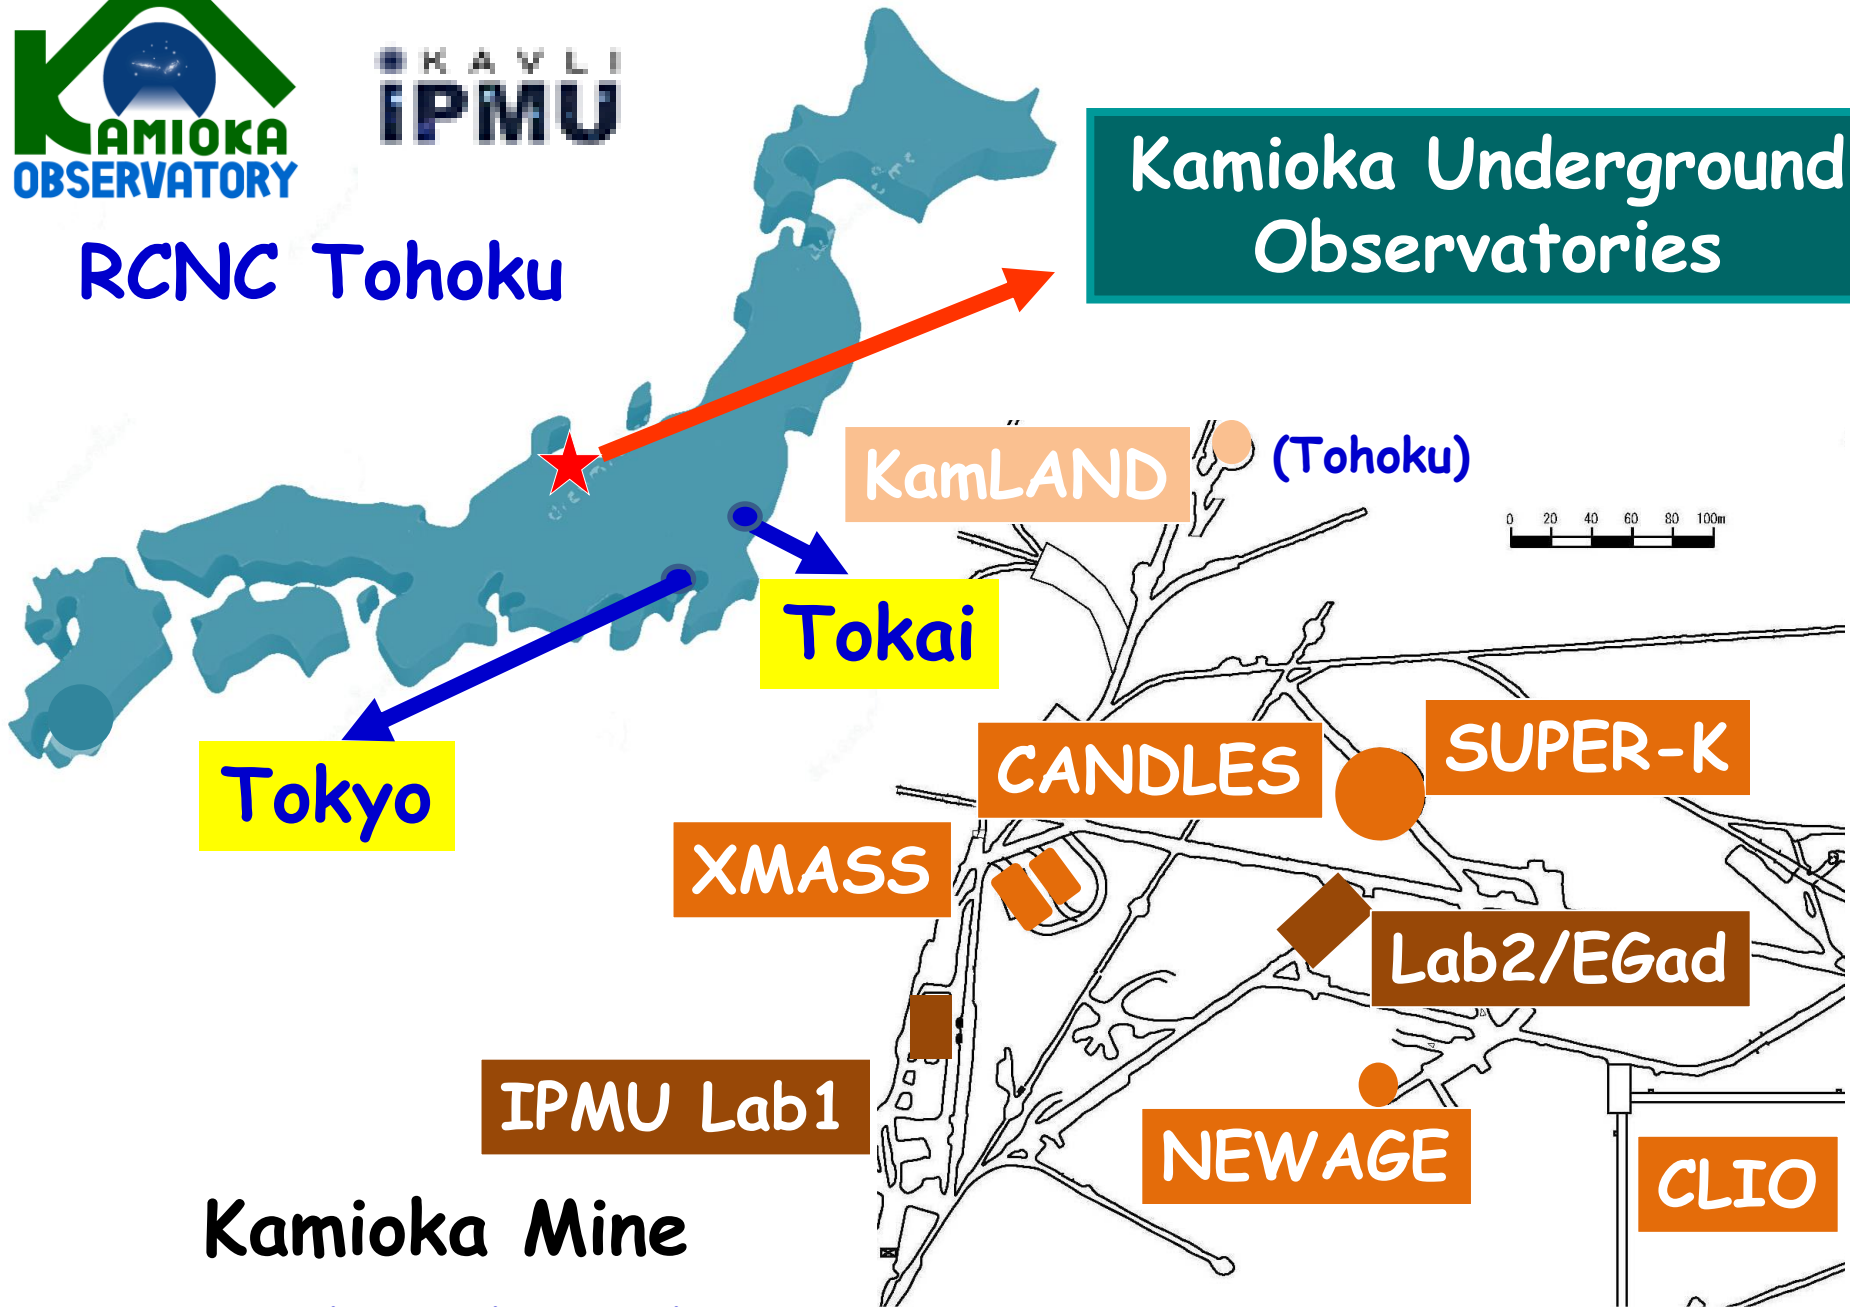 KAMIOKA
OBSERVATORY
KAVLI
IPMU
RCNC Tohoku
Kamioka Underground
Observatories
KamLAND
(Tohoku)
0 20 40 60 80 100m
Tokai
Tokyo
CANDLES
SUPER-K
XMASS
Lab2/EGad
IPMU Lab1
NEWAGE
CLIO
Kamioka Mine